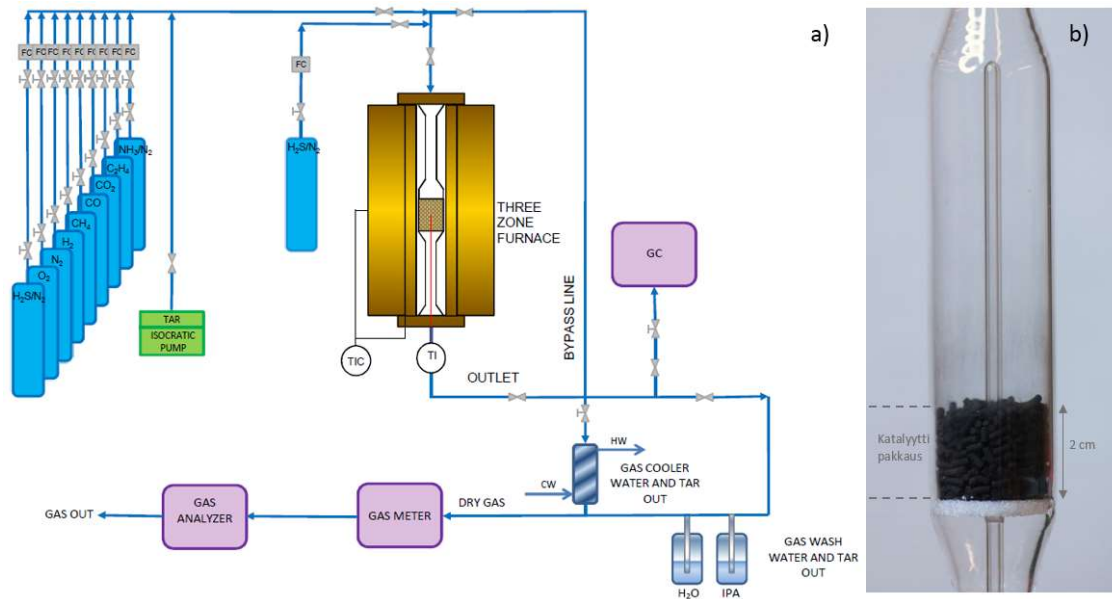 a)
b)
FC
FC
FC
FC
FC
FC
FC
FC
FC
FC
NH₃/N₂
C₂H₄
CO₂
CO
CH₄
H₂
N₂
O₂
H₂S/N₂
H₂S/N₂
TAR
ISOCRATIC
PUMP
THREE
ZONE
FURNACE
TIC
TI
BYPASS LINE
GC
OUTLET
HW
CW
GAS COOLER
WATER AND TAR
OUT
DRY GAS
GAS METER
GAS
ANALYZER
GAS OUT
GAS WASH
WATER AND TAR
OUT
H₂O
IPA
Katalyytti
pakkaus
2 cm